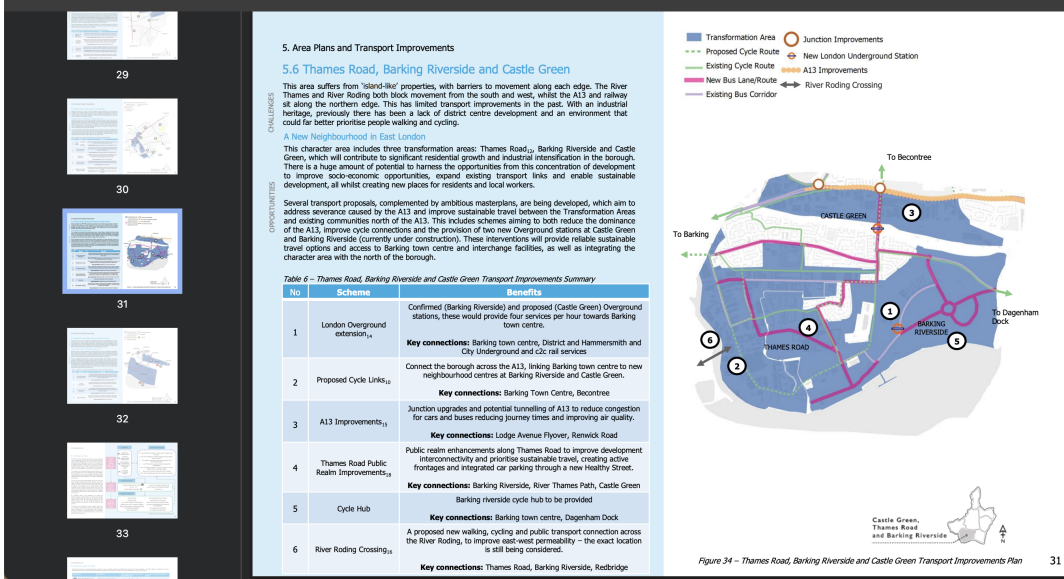 29
30
31
32
33
5. Area Plans and Transport Improvements
5.6 Thames Road, Barking Riverside and Castle Green
CHALLENGES
This area suffers from 'island-like' properties, with barriers to movement along each edge. The River
Thames and River Roding both block movement from the south and west, whilst the A13 and railway
sit along the northern edge. This has limited transport improvements in the past. With an industrial
heritage, previously there has been a lack of district centre development and an environment that
could far better prioritise people walking and cycling.
A New Neighbourhood in East London
OPPORTUNITIES
This character area includes three transformation areas: Thames Road12, Barking Riverside and Castle
Green, which will contribute to significant residential growth and industrial intensification in the borough.
There is a huge amount of potential to harness the opportunities from this concentration of development
to improve socio-economic opportunities, expand existing transport links and enable sustainable
development, all whilst creating new places for residents and local workers.
Several transport proposals, complemented by ambitious masterplans, are being developed, which aim to
address severance caused by the A13 and improve sustainable travel between the Transformation Areas
and existing communities north of the A13. This includes schemes aiming to both reduce the dominance
of the A13, improve cycle connections and the provision of two new Overground stations at Castle Green
and Barking Riverside (currently under construction). These interventions will provide reliable sustainable
travel options and access to Barking town centre and interchange facilities, as well as integrating the
character area with the north of the borough.
Table 6 – Thames Road, Barking Riverside and Castle Green Transport Improvements Summary
No Scheme Benefits
1
London Overground
extension14
Confirmed (Barking Riverside) and proposed (Castle Green) Overground
stations, these would provide four services per hour towards Barking
town centre.
Key connections: Barking town centre, District and Hammersmith and
City Underground and c2c rail services
2
Proposed Cycle Links10
Connect the borough across the A13, linking Barking town centre to new
neighbourhood centres at Barking Riverside and Castle Green.
Key connections: Barking Town Centre, Becontree
3
A13 Improvements15
Junction upgrades and potential tunnelling of A13 to reduce congestion
for cars and buses reducing journey times and improving air quality.
Key connections: Lodge Avenue Flyover, Renwick Road
4
Thames Road Public
Realm Improvements18
Public realm enhancements along Thames Road to improve development
interconnectivity and prioritise sustainable travel, creating active
frontages and integrated car parking through a new Healthy Street.
Key connections: Barking Riverside, River Thames Path, Castle Green
5
Cycle Hub
Barking riverside cycle hub to be provided
Key connections: Barking town centre, Dagenham Dock
6
River Roding Crossing16
A proposed new walking, cycling and public transport connection across
the River Roding, to improve east-west permeability – the exact location
is still being considered.
Key connections: Thames Road, Barking Riverside, Redbridge
Transformation Area
Proposed Cycle Route
Existing Cycle Route
New Bus Lane/Route
Existing Bus Corridor
Junction Improvements
New London Underground Station
A13 Improvements
River Roding Crossing
To Becontree
CASTLE GREEN
3
To Barking
To Dagenham
Dock
1
BARKING
RIVERSIDE
4
5
THAMES ROAD
6
2
Castle Green,
Thames Road
and Barking Riverside
N
Figure 34 – Thames Road, Barking Riverside and Castle Green Transport Improvements Plan
31